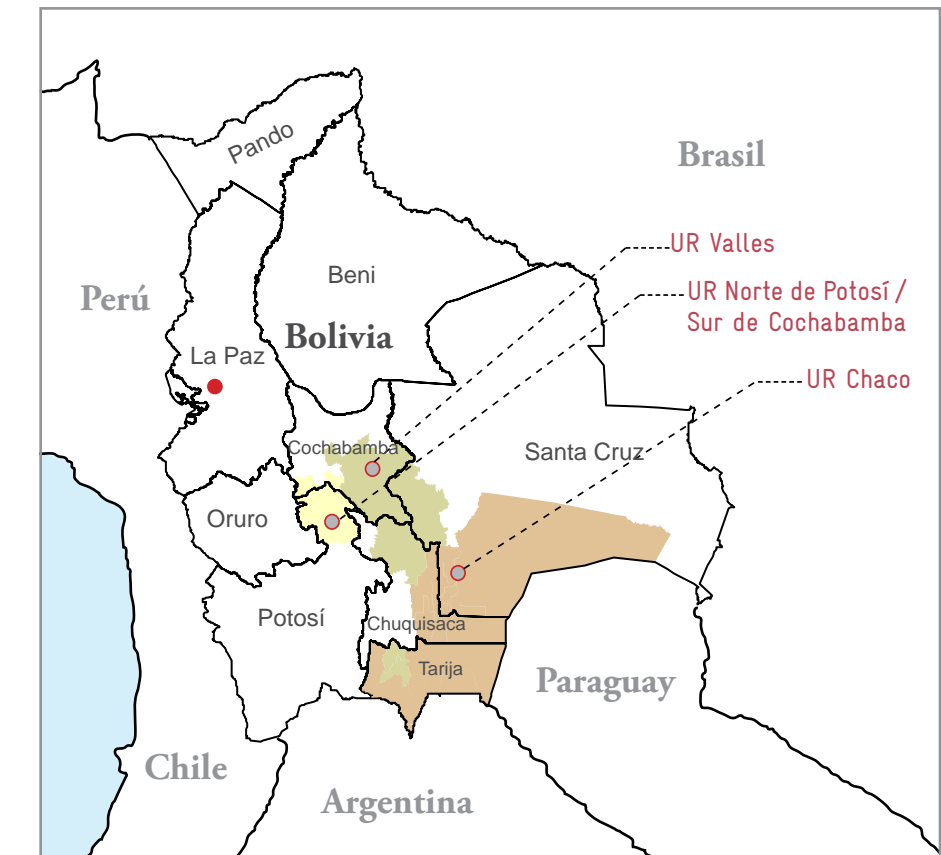 Pando
Brasil
UR Valles
Beni
Perú
UR Norte de Potosí /
Sur de Cochabamba
Bolivia
La Paz
UR Chaco
Cochabamba
Santa Cruz
Oruro
Potosí
Chuquisaca
Tarija
Paraguay
Chile
Argentina